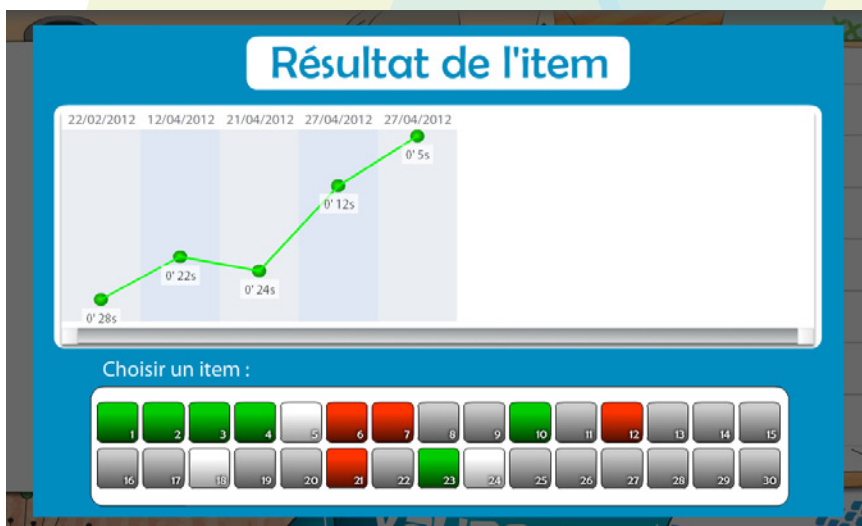 Résultat de l'item
22/02/2012 12/04/2012 21/04/2012 27/04/2012 27/04/2012
0' 5s
0' 12s
0' 22s
0' 24s
0' 28s
Choisir un item :
1 2 3 4 5 6 7 8 9 10 11 12 13 14 15
16 17 18 19 20 21 22 23 24 25 26 27 28 29 30